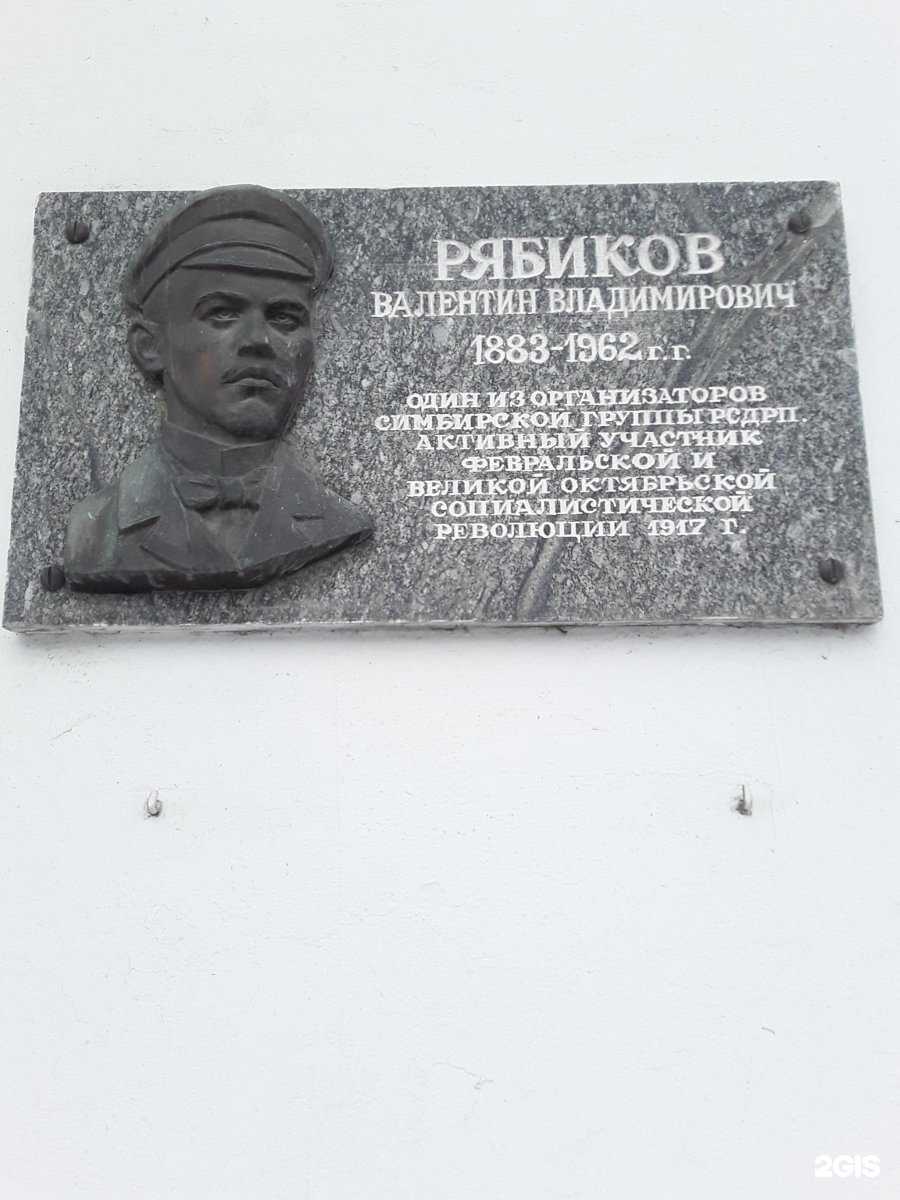 РЯБИКОВ
ВАЛЕНТИН ВЛАДИМИРОВИЧ
1883-1962 г.г.
ОДИН ИЗ ОРГАНИЗАТОРОВ
СИМБИРСКОЙ ГРУППЫ РСДРП.
АКТИВНЫЙ УЧАСТНИК
ФЕВРАЛЬСКОЙ И
ВЕЛИКОЙ ОКТЯБРЬСКОЙ
СОЦИАЛИСТИЧЕСКОЙ
РЕВОЛЮЦИИ 1917 Г.
2GIS